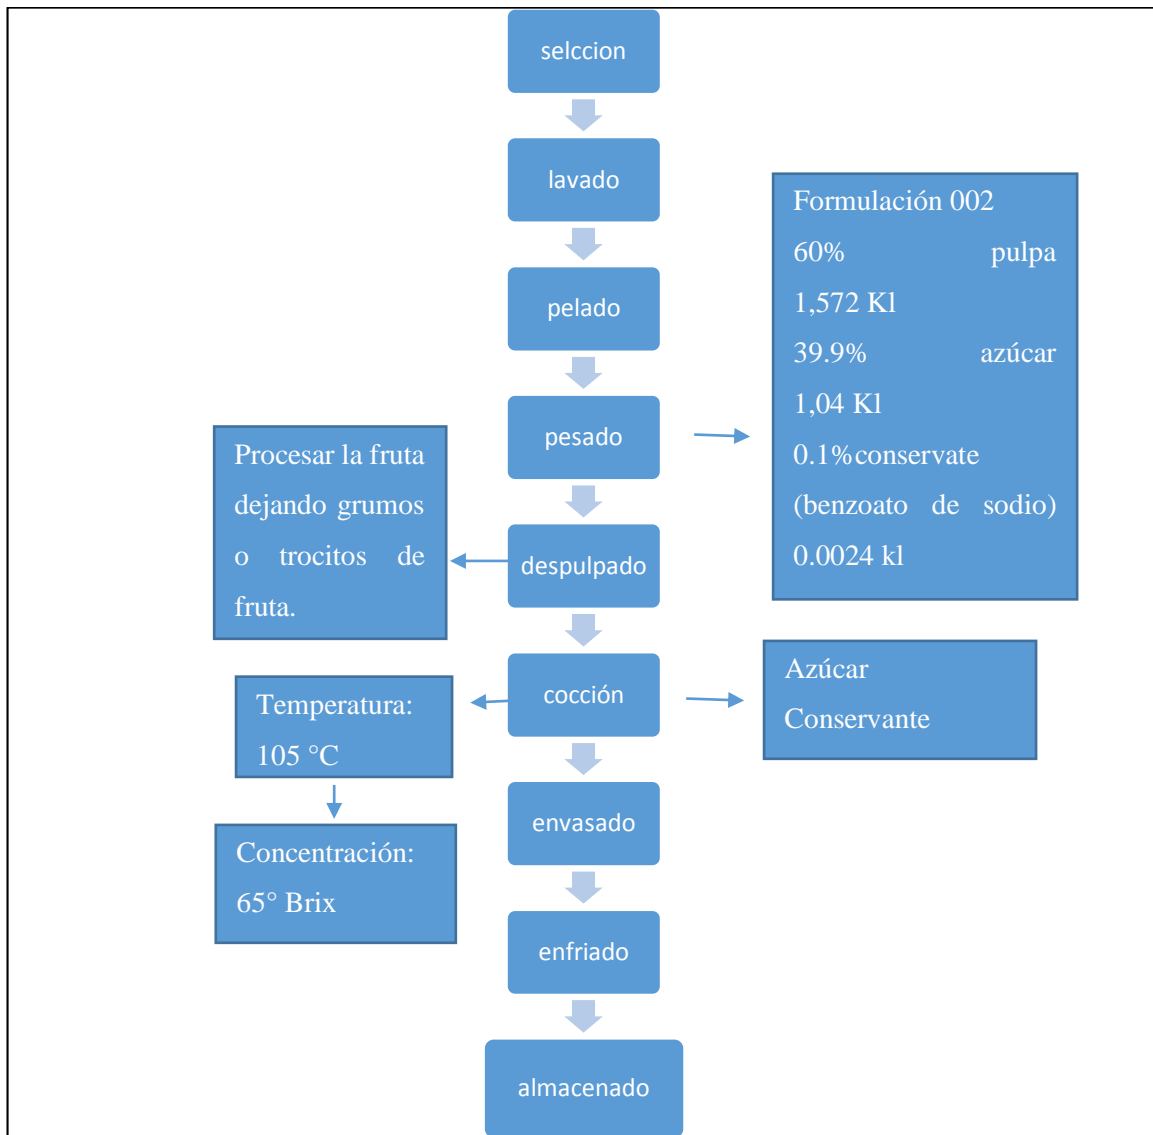 selccion
lavado
pelado
pesado
Formulación 002
60% pulpa
1,572 Kl
39.9% azúcar
1,04 Kl
0.1%conservate
(benzoato de sodio)
0.0024 kl
despulpado
Procesar la fruta
dejando grumos
o trocitos de
fruta.
cocción
Azúcar
Conservante
Temperatura:
105 °C
Concentración:
65° Brix
envasado
enfriado
almacenado